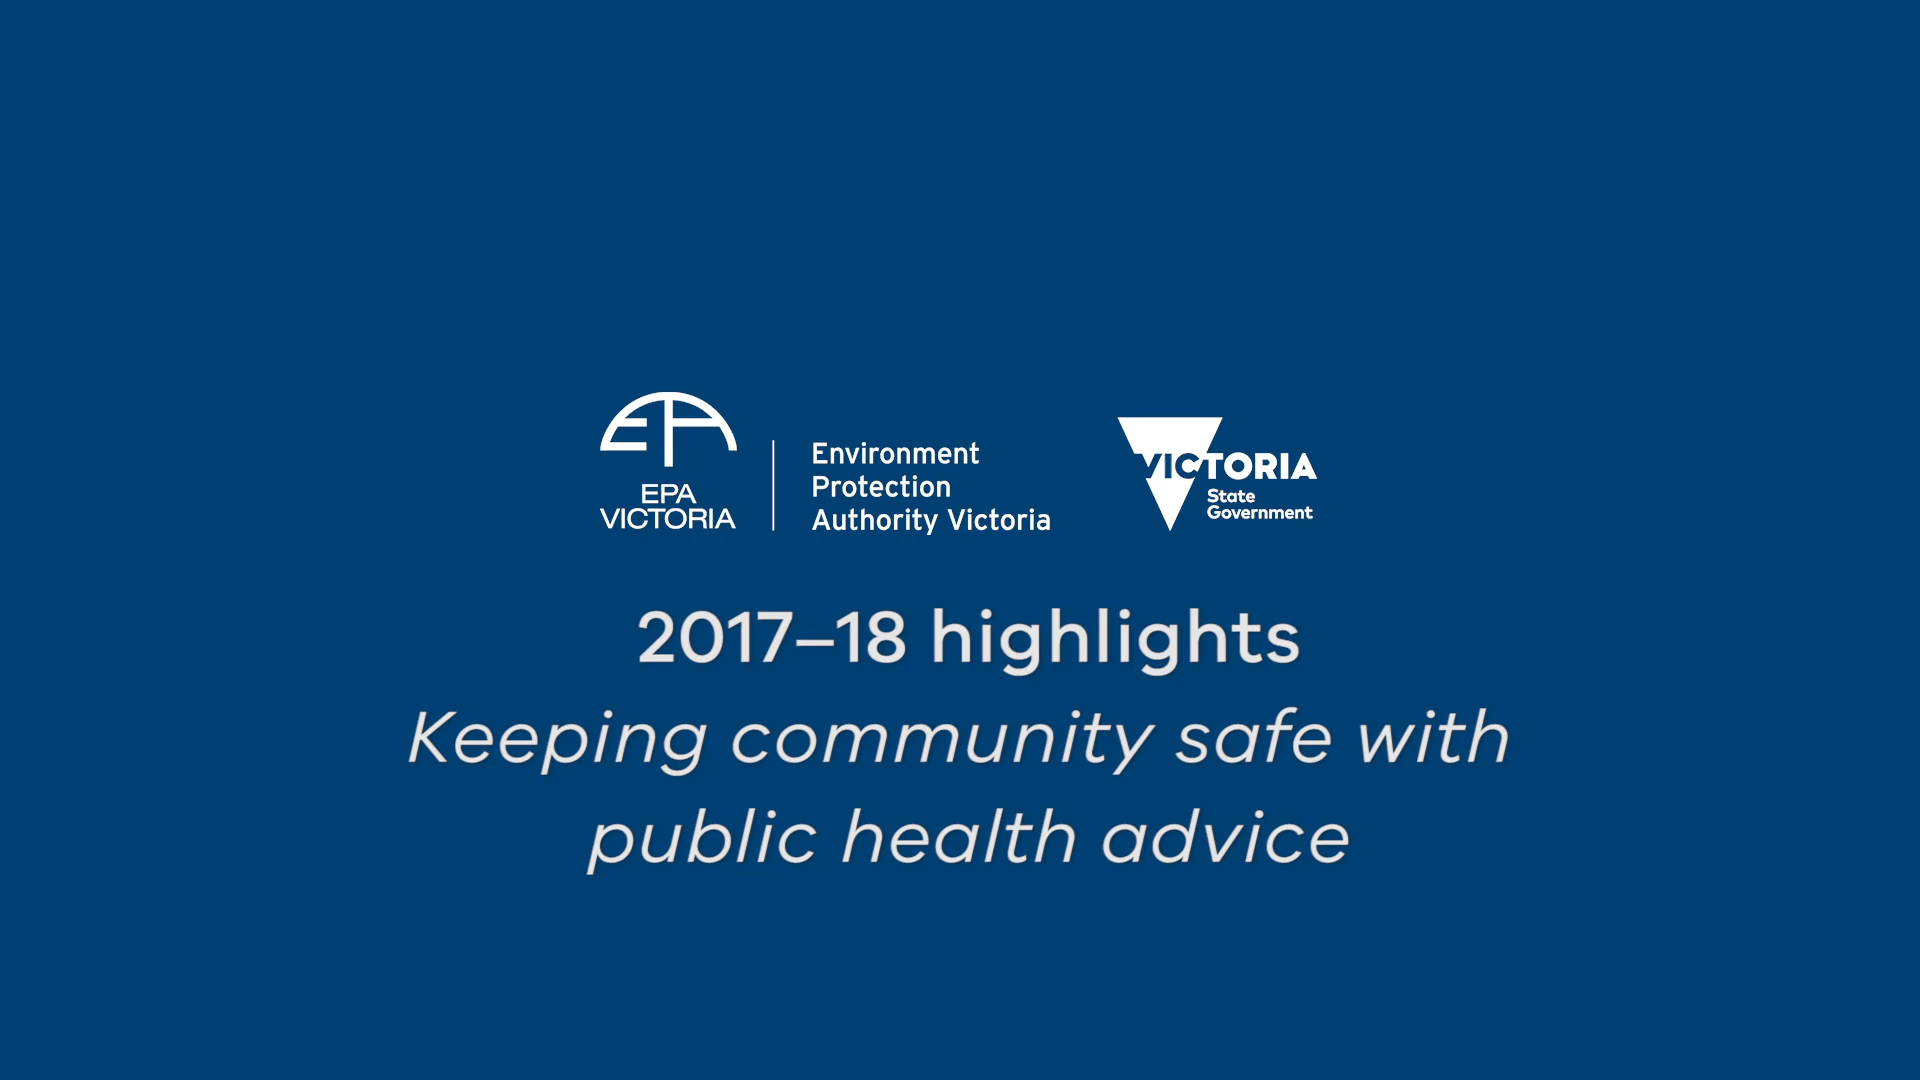 EPA
EPA
VICTORIA
Environment
Protection
Authority Victoria
VICTORIA
State
Government
2017–18 highlights
Keeping community safe with
public health advice